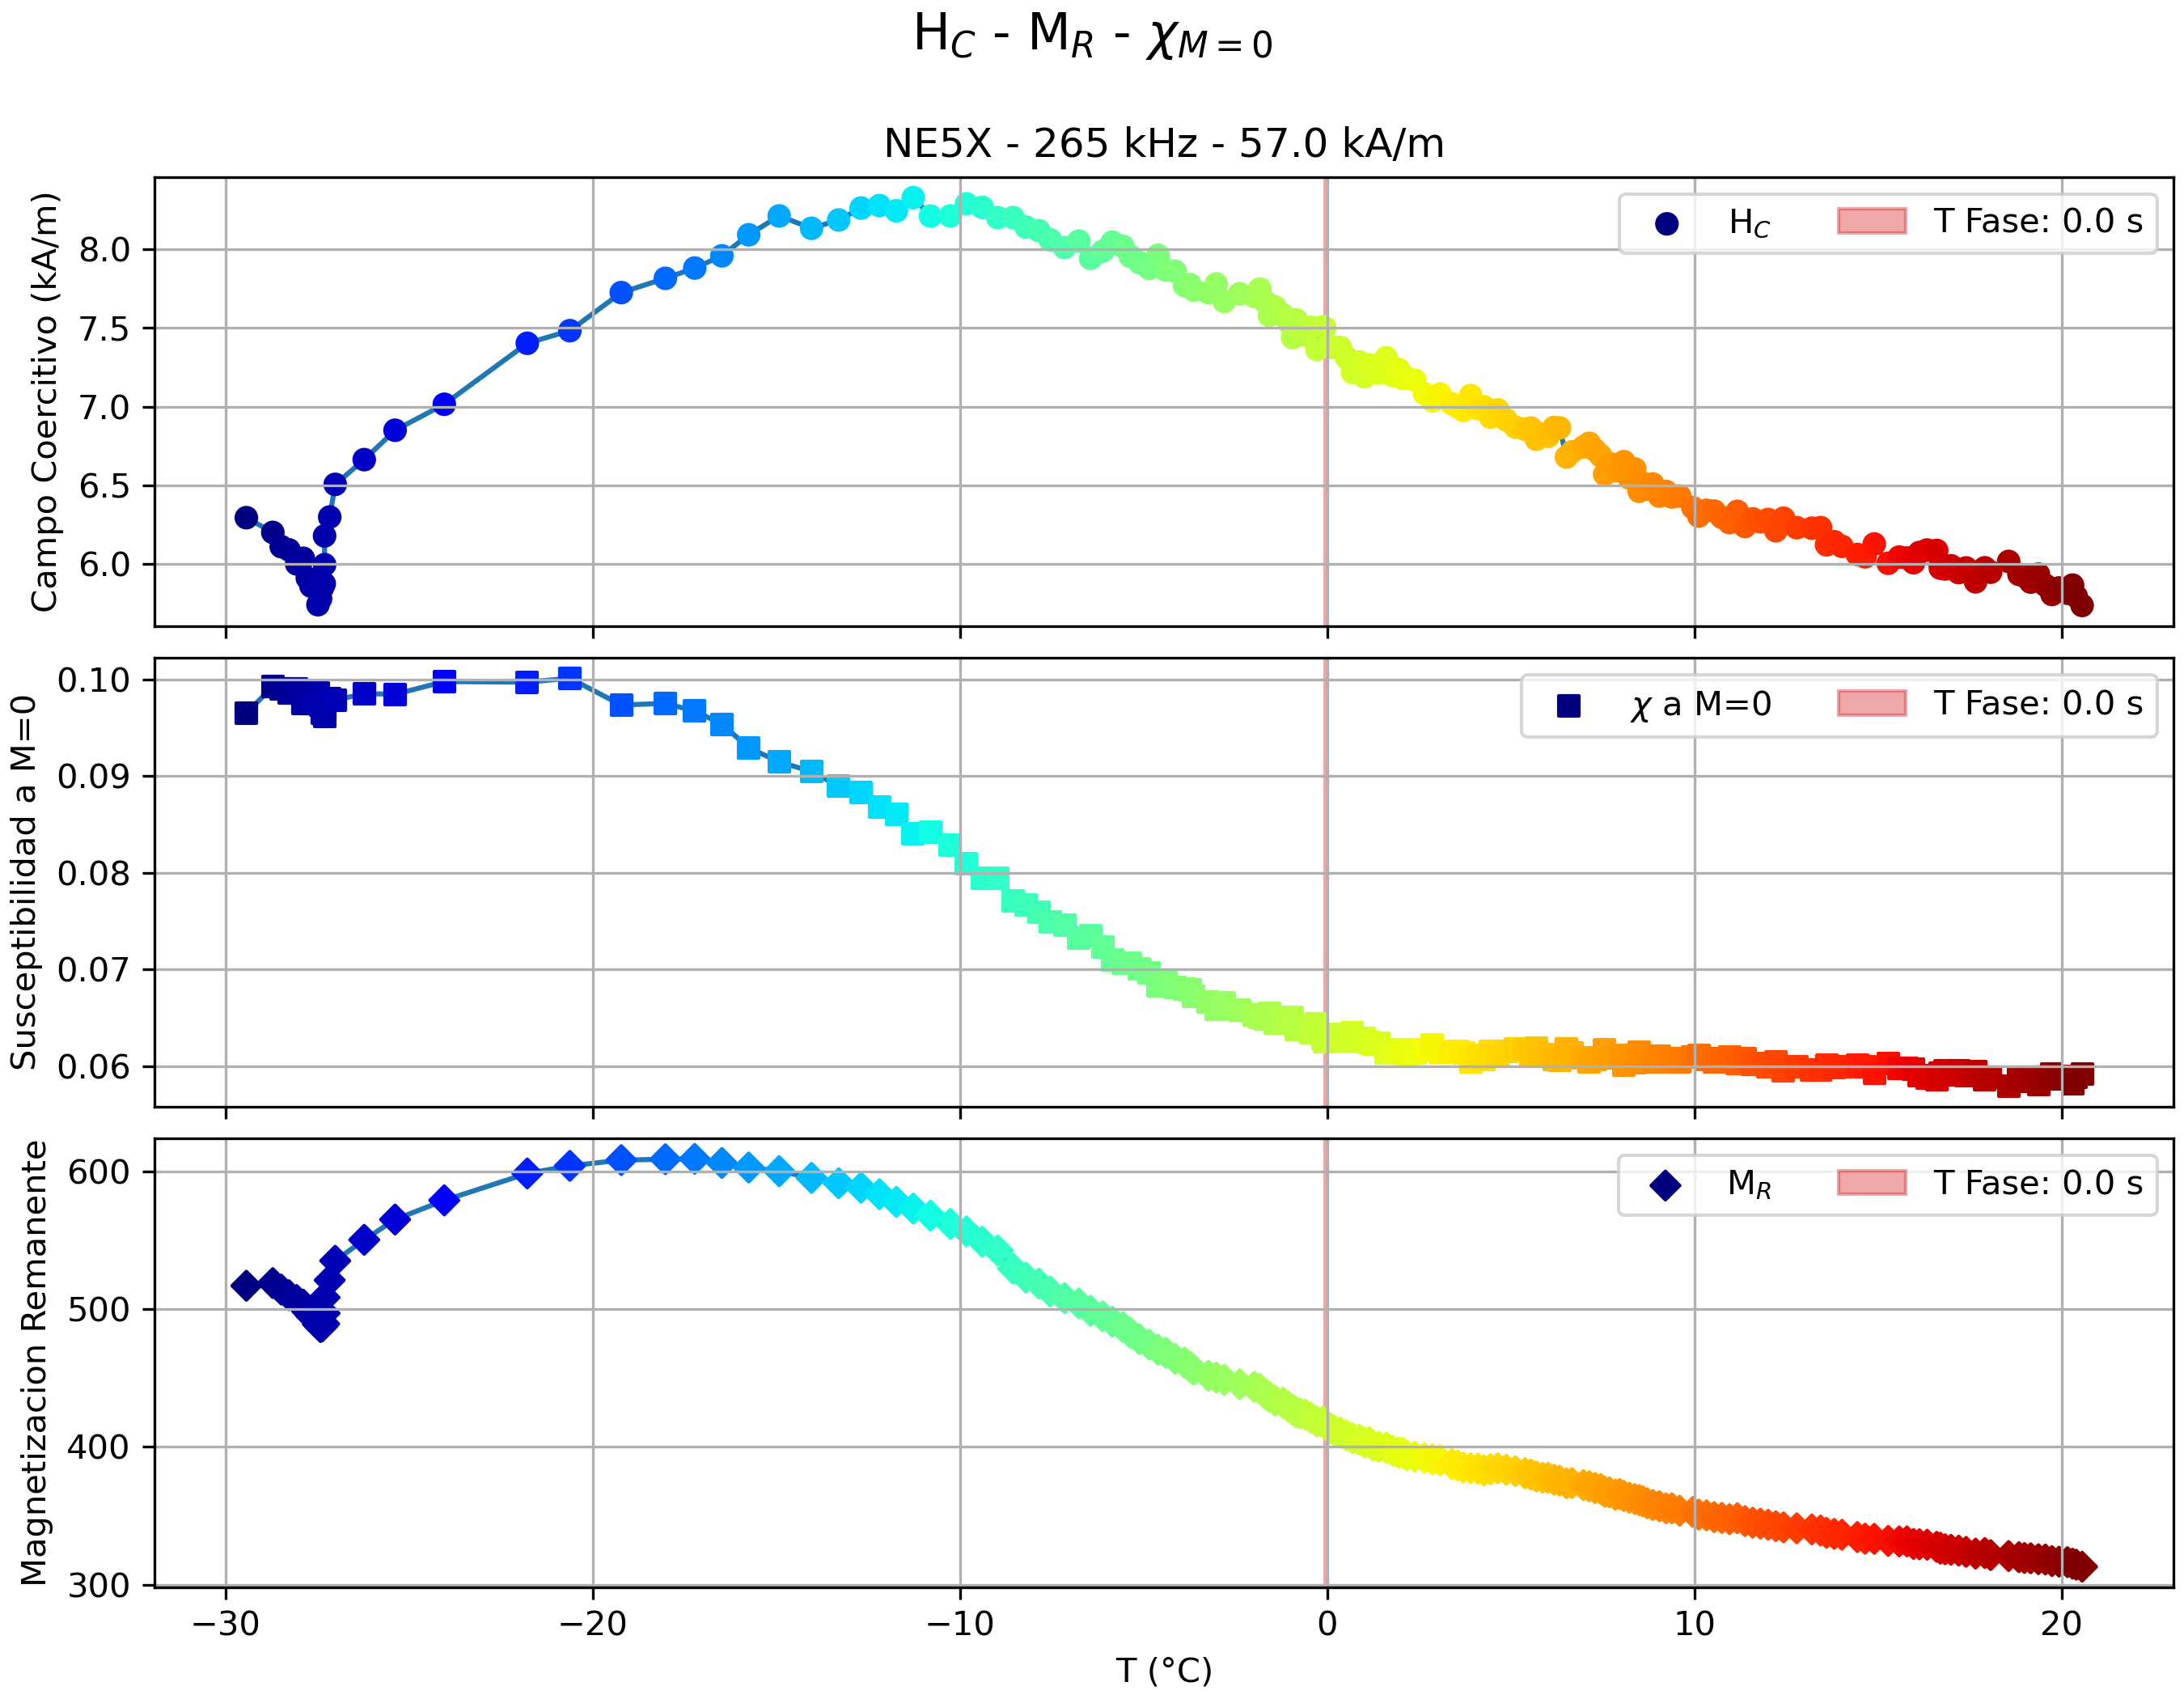 H_C - M_R - χ_{M=0}
NE5X - 265 kHz - 57.0 kA/m
Campo Coercitivo (kA/m)
8.0
7.5
7.0
6.5
6.0
H_C T Fase: 0.0 s
Susceptibilidad a M=0
0.10
0.09
0.08
0.07
0.06
χ a M=0 T Fase: 0.0 s
Magnetizacion Remanente
600
500
400
300
M_R T Fase: 0.0 s
−30 −20 −10 0 10 20
T (°C)